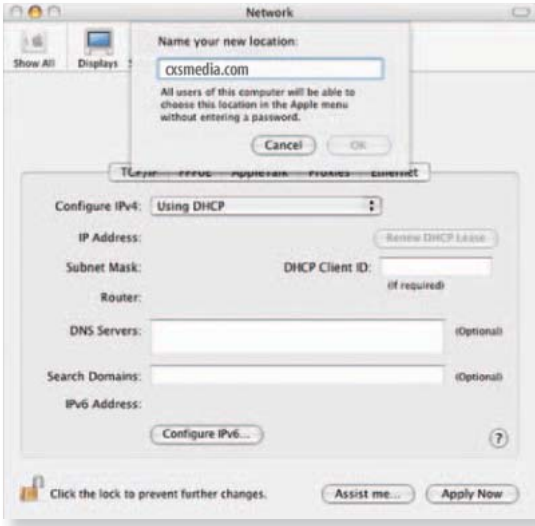 Network
Name your new location:
cxsmedia.com
All users of this computer will be able to
choose this location in the Apple menu
without entering a password.
Cancel
OK
Show All
Displays
TCP/IP PPPoE AppleTalk Proxies Ethernet
Configure IPv4: Using DHCP
IP Address:
Renew DHCP Lease
Subnet Mask:
DHCP Client ID:
(If required)
Router:
DNS Servers:
(Optional)
Search Domains:
(Optional)
IPv6 Address:
Configure IPv6...
?
Click the lock to prevent further changes.
Assist me...
Apply Now